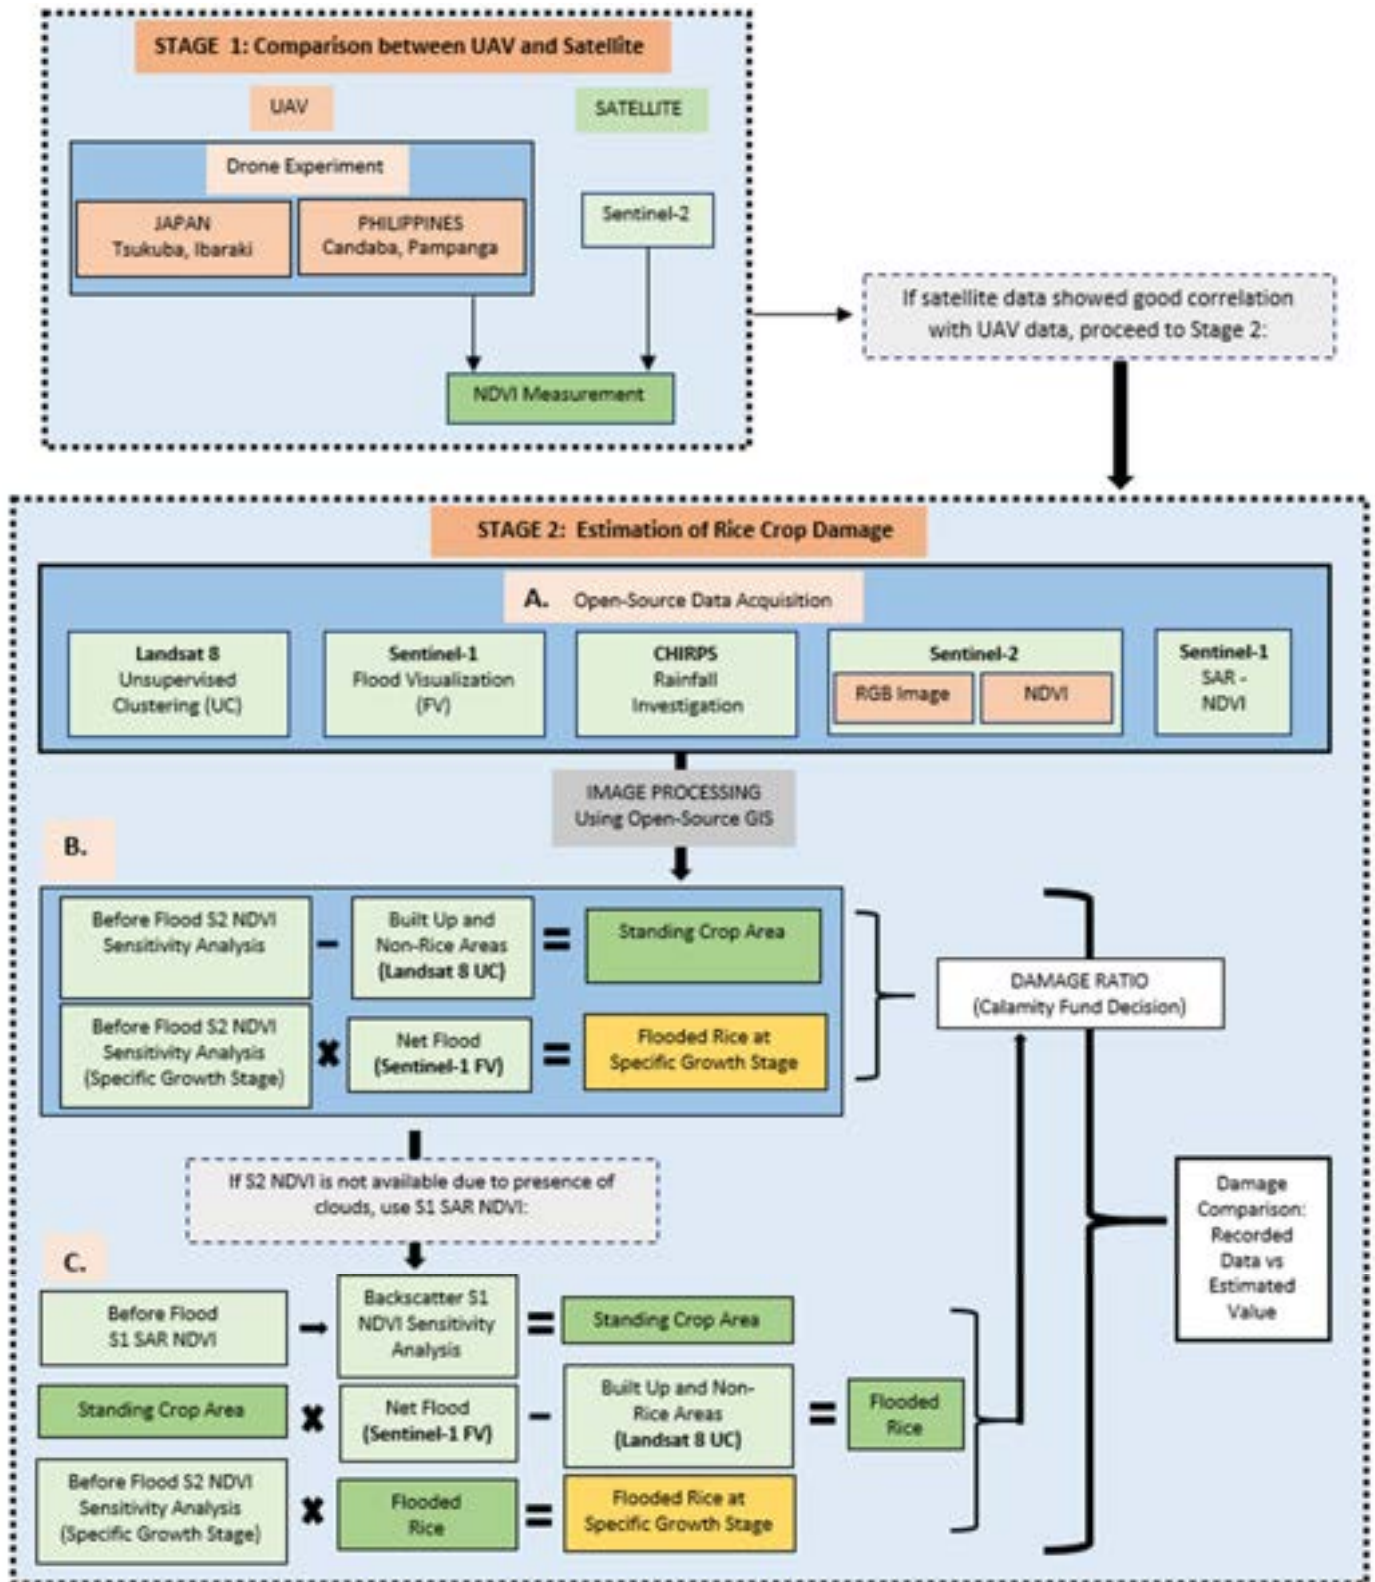 STAGE 1: Comparison between UAV and Satellite
UAV
SATELLITE
Drone Experiment
JAPAN
Tsukuba, Ibaraki
PHILIPPINES
Candaba, Pampanga
Sentinel-2
NDVI Measurement
If satellite data showed good correlation
with UAV data, proceed to Stage 2:
STAGE 2: Estimation of Rice Crop Damage
A. Open-Source Data Acquisition
Landsat 8
Unsupervised
Clustering (UC)
Sentinel-1
Flood Visualization
(FV)
CHIRPS
Rainfall
Investigation
Sentinel-2
RGB Image
NDVI
Sentinel-1
SAR -
NDVI
IMAGE PROCESSING
Using Open-Source GIS
B.
Before Flood S2 NDVI
Sensitivity Analysis
–
Built Up and
Non-Rice Areas
(Landsat 8 UC)
=
Standing Crop Area
Before Flood S2 NDVI
Sensitivity Analysis
(Specific Growth Stage)
×
Net Flood
(Sentinel-1 FV)
=
Flooded Rice at
Specific Growth Stage
DAMAGE RATIO
(Calamity Fund Decision)
If S2 NDVI is not available due to presence of
clouds, use S1 SAR NDVI:
Damage
Comparison:
Recorded
Data vs
Estimated
Value
C.
Before Flood
S1 SAR NDVI
Backscatter S1
NDVI Sensitivity
Analysis
=
Standing Crop Area
Standing Crop Area
×
Net Flood
(Sentinel-1 FV)
–
Built Up and Non-
Rice Areas
(Landsat 8 UC)
=
Flooded
Rice
Before Flood S2 NDVI
Sensitivity Analysis
(Specific Growth Stage)
×
Flooded
Rice
=
Flooded Rice at
Specific Growth Stage